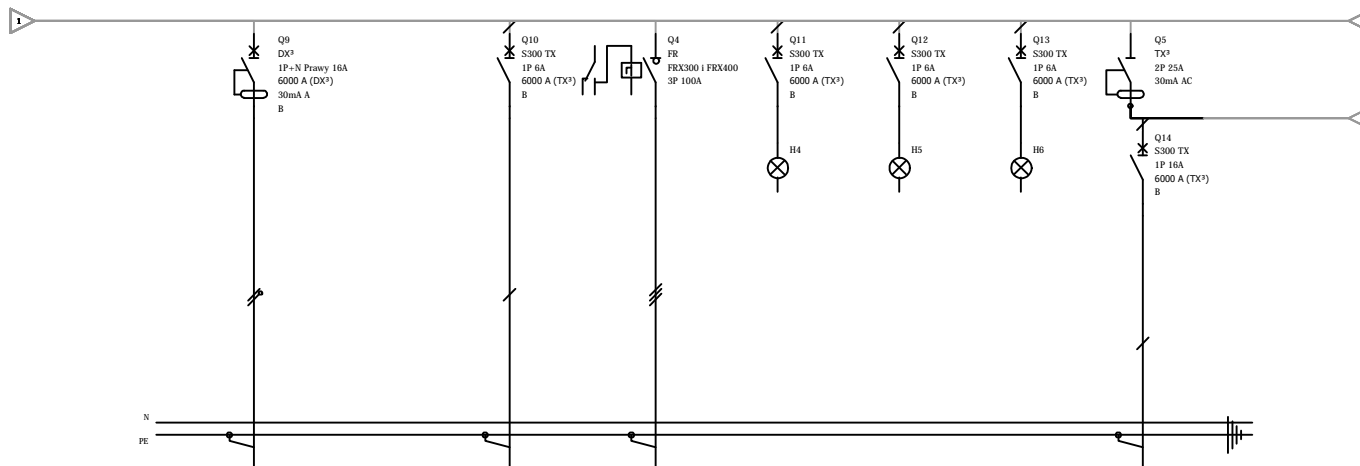 1
Q9
DX³
1P+N Prawy 16A
6000 A (DX³)
30mA A
B
Q10
S300 TX
1P 6A
6000 A (TX³)
B
Q4
FR
FRX300 i FRX400
3P 100A
Q11
S300 TX
1P 6A
6000 A (TX³)
B
H4
Q12
S300 TX
1P 6A
6000 A (TX³)
B
H5
Q13
S300 TX
1P 6A
6000 A (TX³)
B
H6
Q5
TX³
2P 25A
30mA AC
Q14
S300 TX
1P 16A
6000 A (TX³)
B
N
PE